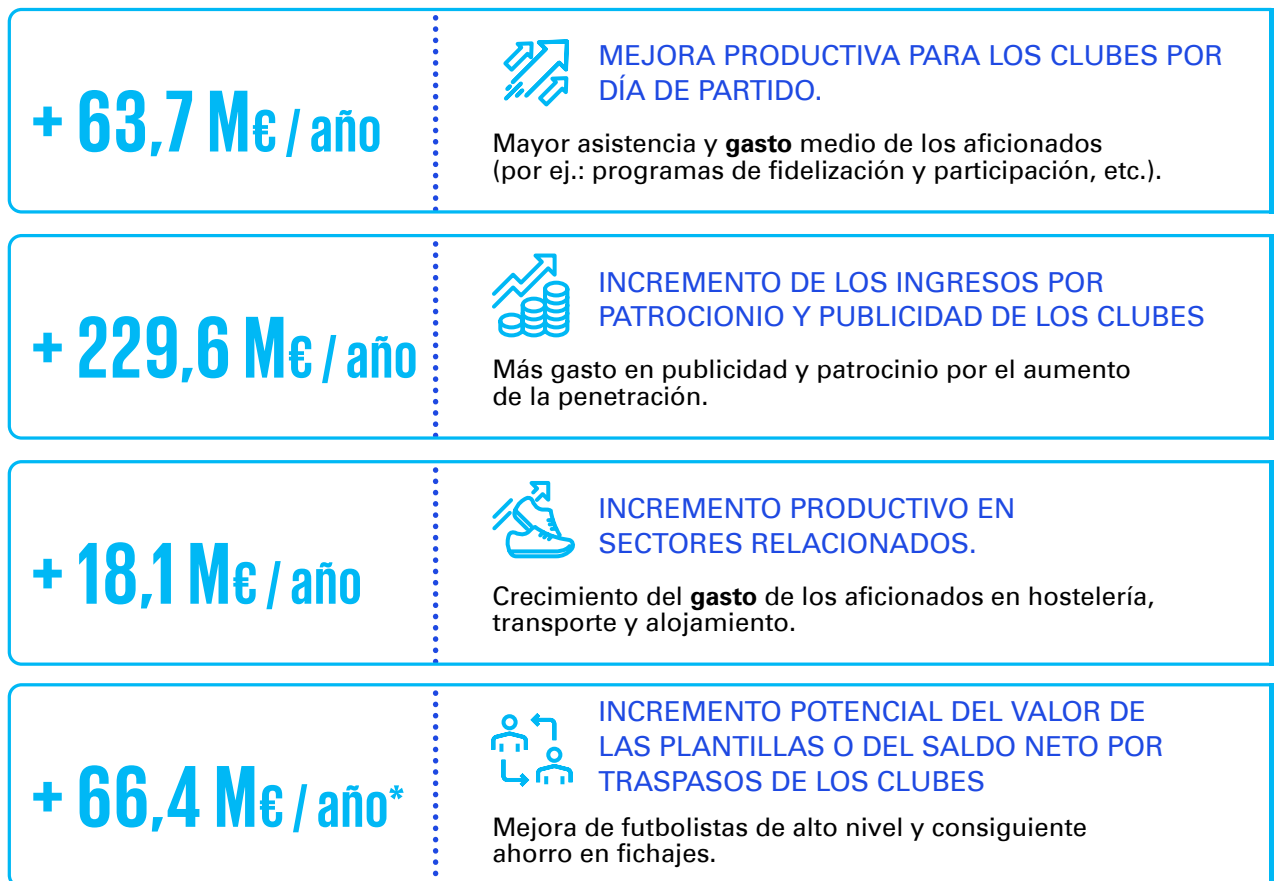 + 63,7 M€ / año
MEJORA PRODUCTIVA PARA LOS CLUBES POR
DÍA DE PARTIDO.
Mayor asistencia y gasto medio de los aficionados
(por ej.: programas de fidelización y participación, etc.).
+ 229,6 M€ / año
INCREMENTO DE LOS INGRESOS POR
PATROCIONIO Y PUBLICIDAD DE LOS CLUBES
Más gasto en publicidad y patrocinio por el aumento
de la penetración.
+ 18,1 M€ / año
INCREMENTO PRODUCTIVO EN
SECTORES RELACIONADOS.
Crecimiento del gasto de los aficionados en hostelería,
transporte y alojamiento.
+ 66,4 M€ / año*
INCREMENTO POTENCIAL DEL VALOR DE
LAS PLANTILLAS O DEL SALDO NETO POR
TRASPASOS DE LOS CLUBES
Mejora de futbolistas de alto nivel y consiguiente
ahorro en fichajes.